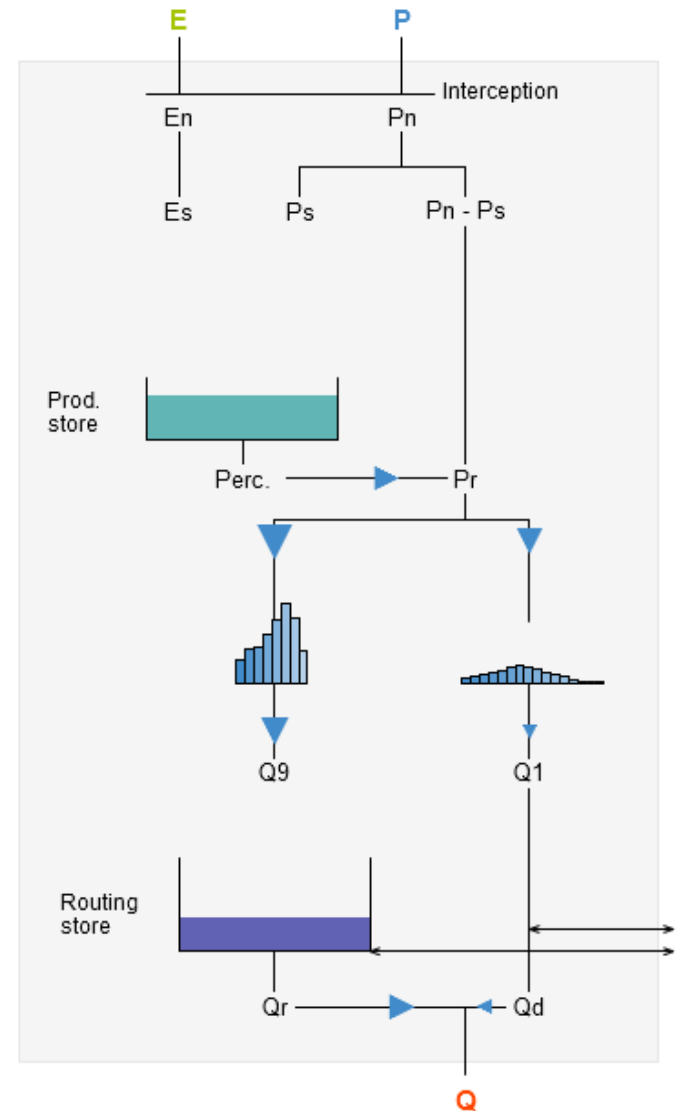 E
P
Interception
En
Pn
Es
Ps
Pn - Ps
Prod.
store
Perc.
Pr
Q9
Q1
Routing
store
Qr
Qd
Q